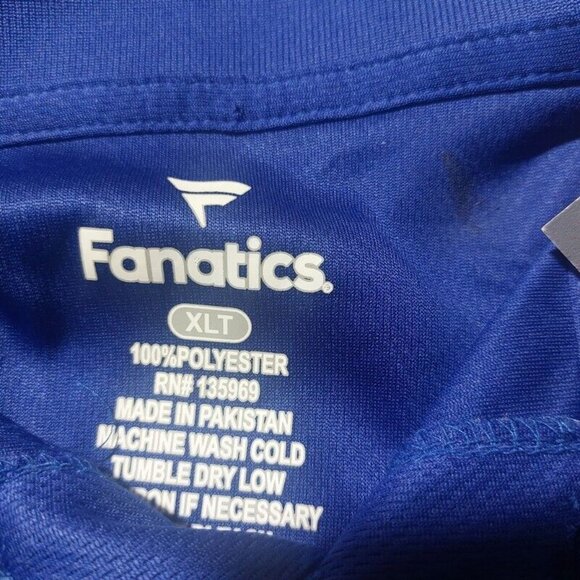 Fanatics.
XLT
100%POLYESTER
RN# 135969
MADE IN PAKISTAN
MACHINE WASH COLD
TUMBLE DRY LOW
IF NECESSARY